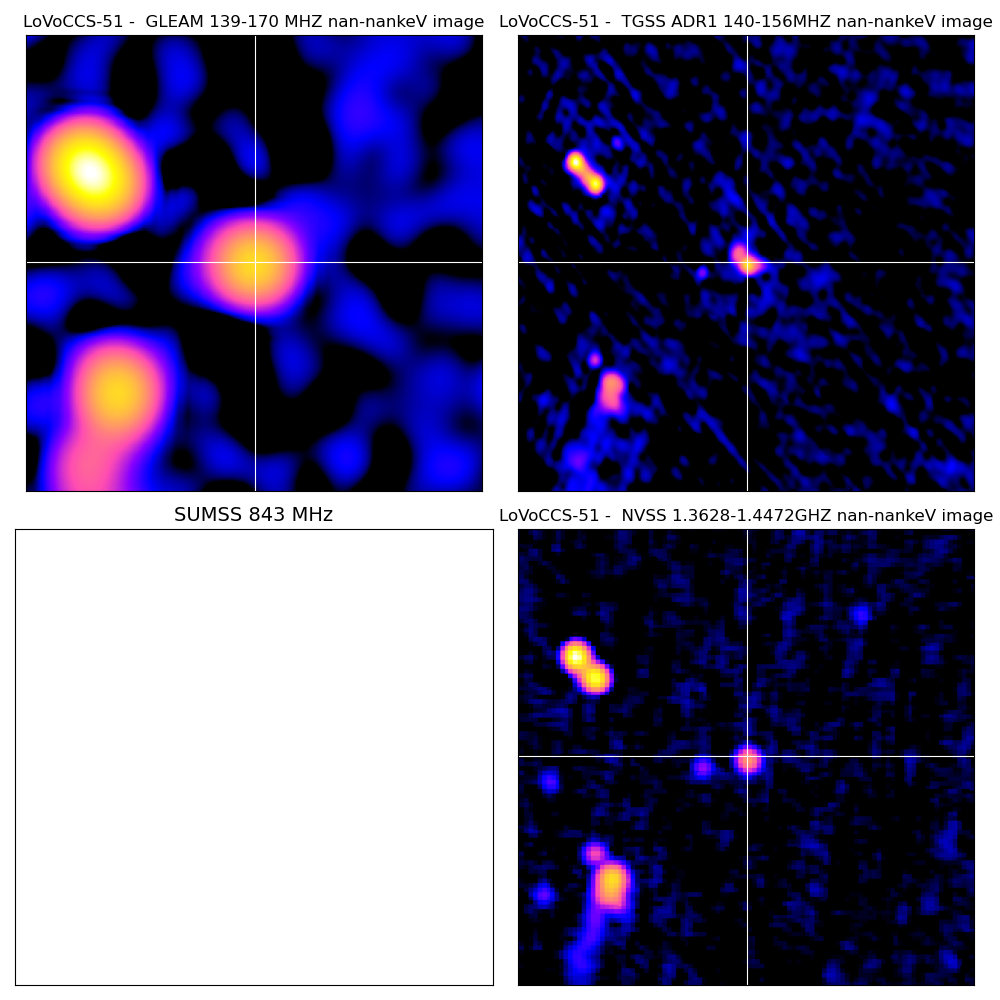 LoVoCCS-51 - GLEAM 139-170 MHZ nan-nankeV image
LoVoCCS-51 - TGSS ADR1 140-156MHZ nan-nankeV image
SUMSS 843 MHz
LoVoCCS-51 - NVSS 1.3628-1.4472GHZ nan-nankeV image